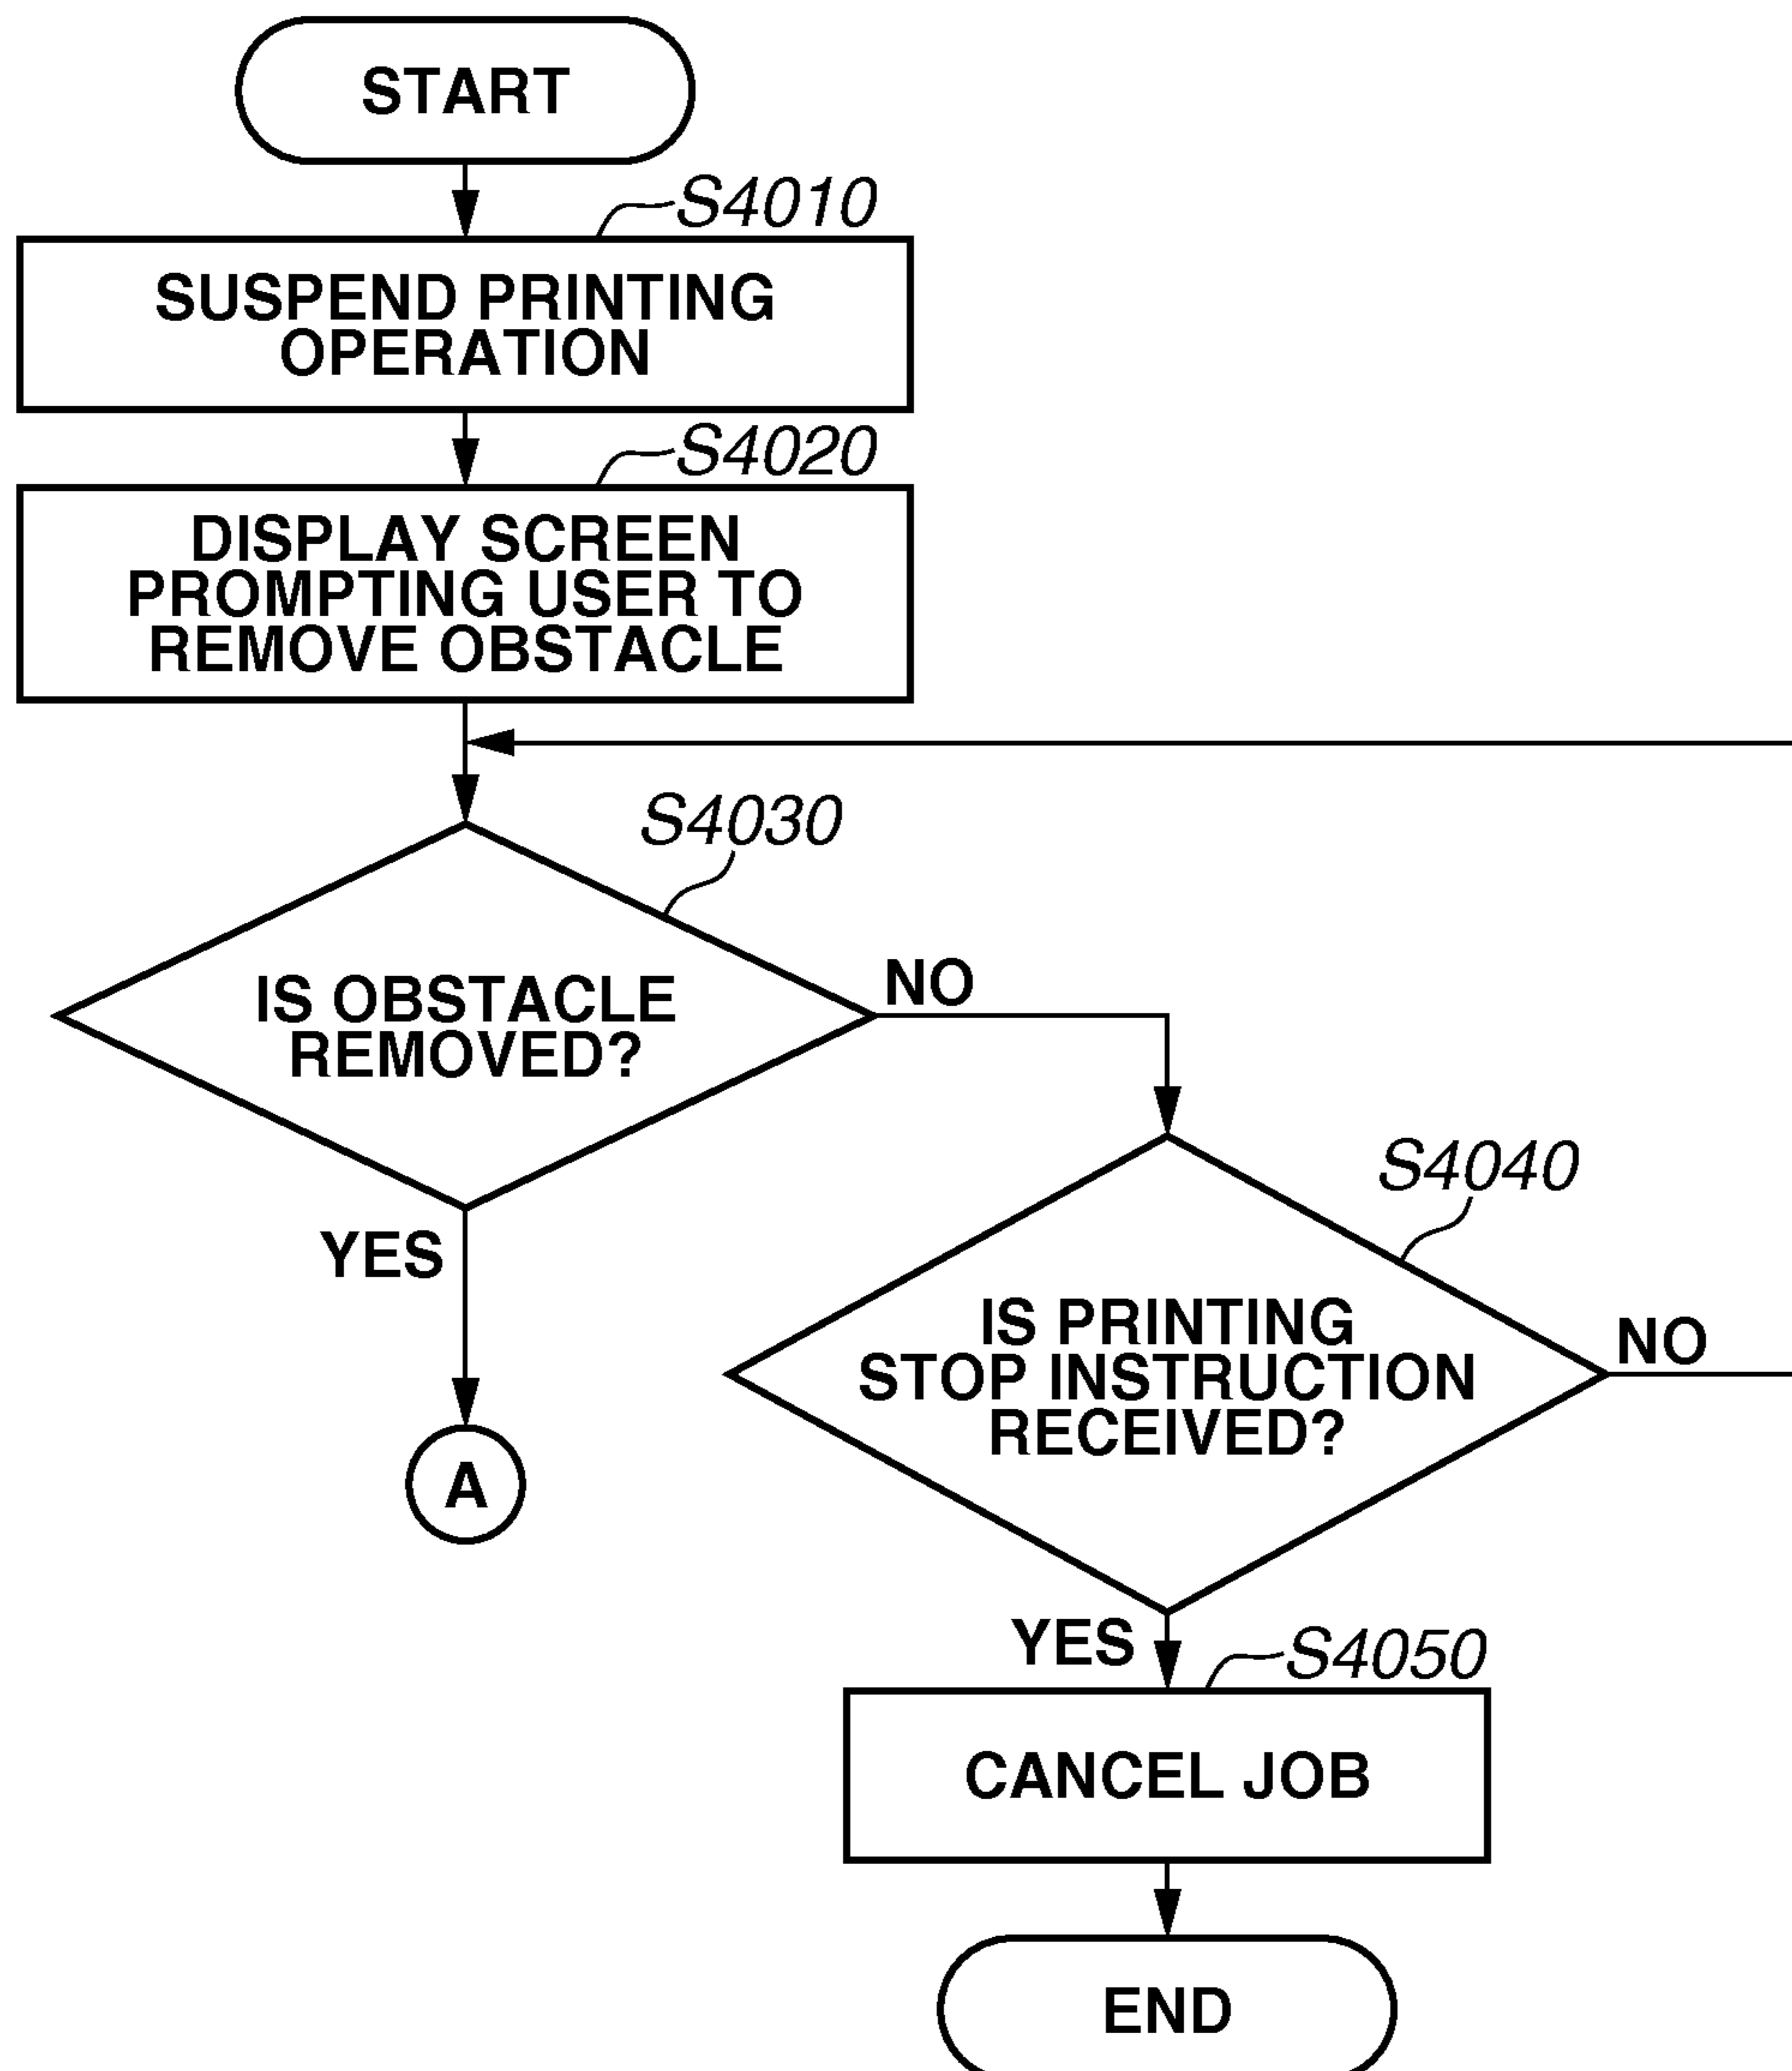 START
S4010
SUSPEND PRINTING
OPERATION
S4020
DISPLAY SCREEN
PROMPTING USER TO
REMOVE OBSTACLE
S4030
IS OBSTACLE
REMOVED?
NO
YES
A
S4040
IS PRINTING
STOP INSTRUCTION
RECEIVED?
NO
YES
S4050
CANCEL JOB
END